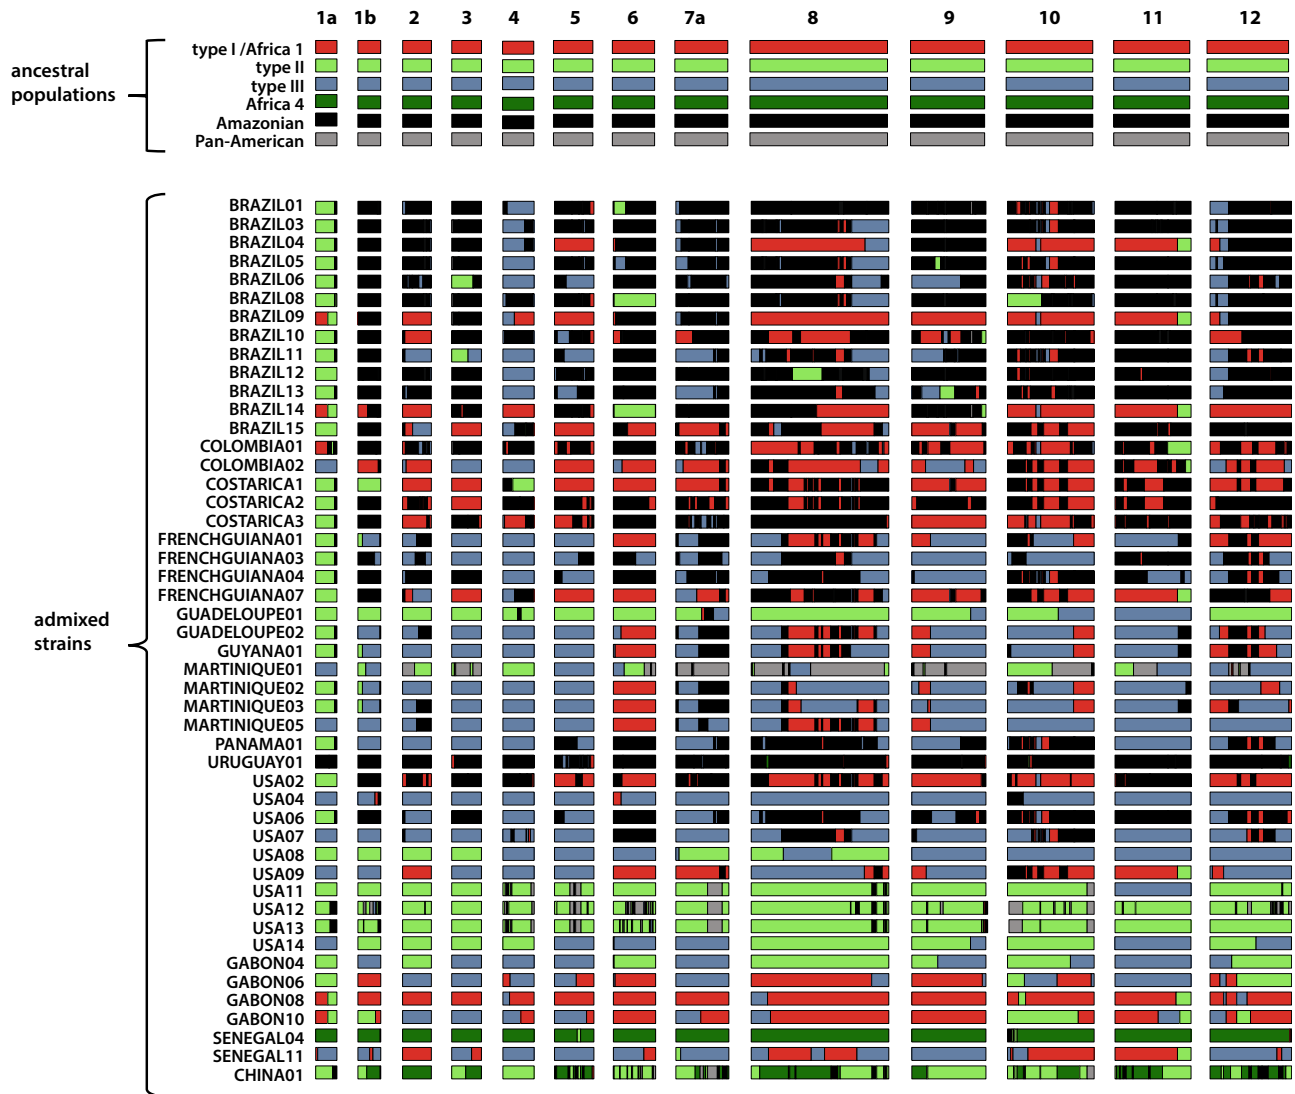 1a 1b 2 3 4 5 6 7a 8 9 10 11 12
ancestral populations
type I /Africa 1
type II
type III
Africa 4
Amazonian
Pan-American
admixed strains
BRAZIL01
BRAZIL03
BRAZIL04
BRAZIL05
BRAZIL06
BRAZIL08
BRAZIL09
BRAZIL10
BRAZIL11
BRAZIL12
BRAZIL13
BRAZIL14
BRAZIL15
COLOMBIA01
COLOMBIA02
COSTARICA1
COSTARICA2
COSTARICA3
FRENCHGUIANA01
FRENCHGUIANA03
FRENCHGUIANA04
FRENCHGUIANA07
GUADELOUPE01
GUADELOUPE02
GUYANA01
MARTINIQUE01
MARTINIQUE02
MARTINIQUE03
MARTINIQUE05
PANAMA01
URUGUAY01
USA02
USA04
USA06
USA07
USA08
USA09
USA11
USA12
USA13
USA14
GABON04
GABON06
GABON08
GABON10
SENEGAL04
SENEGAL11
CHINA01